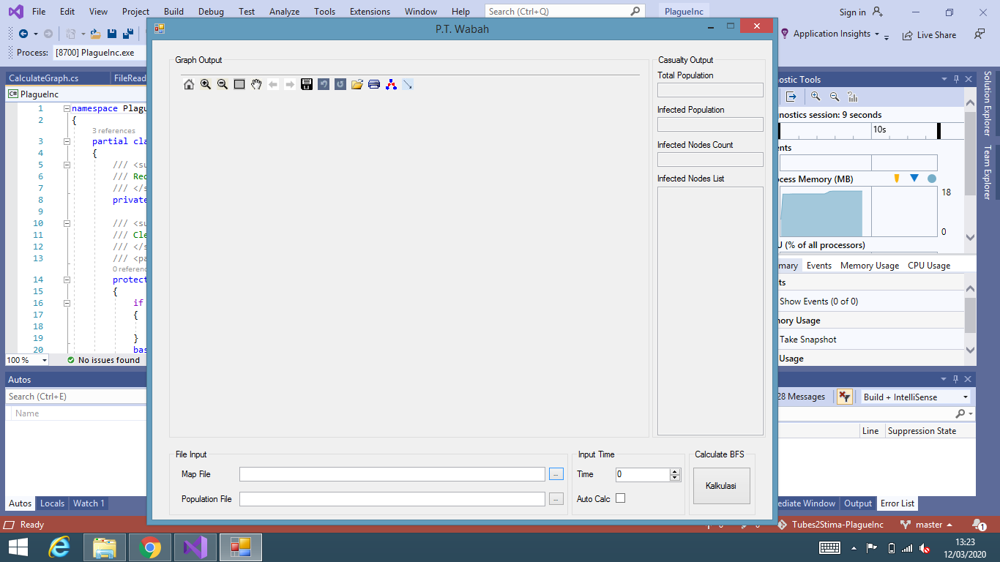 File Edit View Project Build Debug Test Analyze Tools Extensions Window Help Search (Ctrl+Q) PlagueInc Sign in
P.T. Wabah
Application Insights Live Share
Process: [8700] PlagueInc.exe
CalculateGraph.cs FileRead
PlagueInc
1 namespace Plagu
2 {
3 references
3 partial cla
4 {
5 /// <su
6 /// Req
7 /// </s
8 private
9
10 /// <su
11 /// Cle
12 /// </s
13 /// <pa
0 referenc
14 protect
15 {
16 if
17 {
18
19 }
20 bas
100 % No issues found
Autos
Search (Ctrl+E)
Name
Autos Locals Watch 1
Graph Output
Casualty Output
Total Population
Infected Population
Infected Nodes Count
Infected Nodes List
File Input
Map File ...
Population File ...
Input Time
Time 0
Auto Calc
Calculate BFS
Kalkulasi
nostic Tools
gnostics session: 9 seconds
10s
nts
cess Memory (MB)
18
0
U (% of all processors)
mary Events Memory Usage CPU Usage
ts
Show Events (0 of 0)
ory Usage
Take Snapshot
Usage
Solution Explorer
Team Explorer
28 Messages Build + IntelliSense
Line Suppression State
ediate Window Output Error List
Ready Tubes2Stima-PlagueInc master 1
13:23
12/03/2020